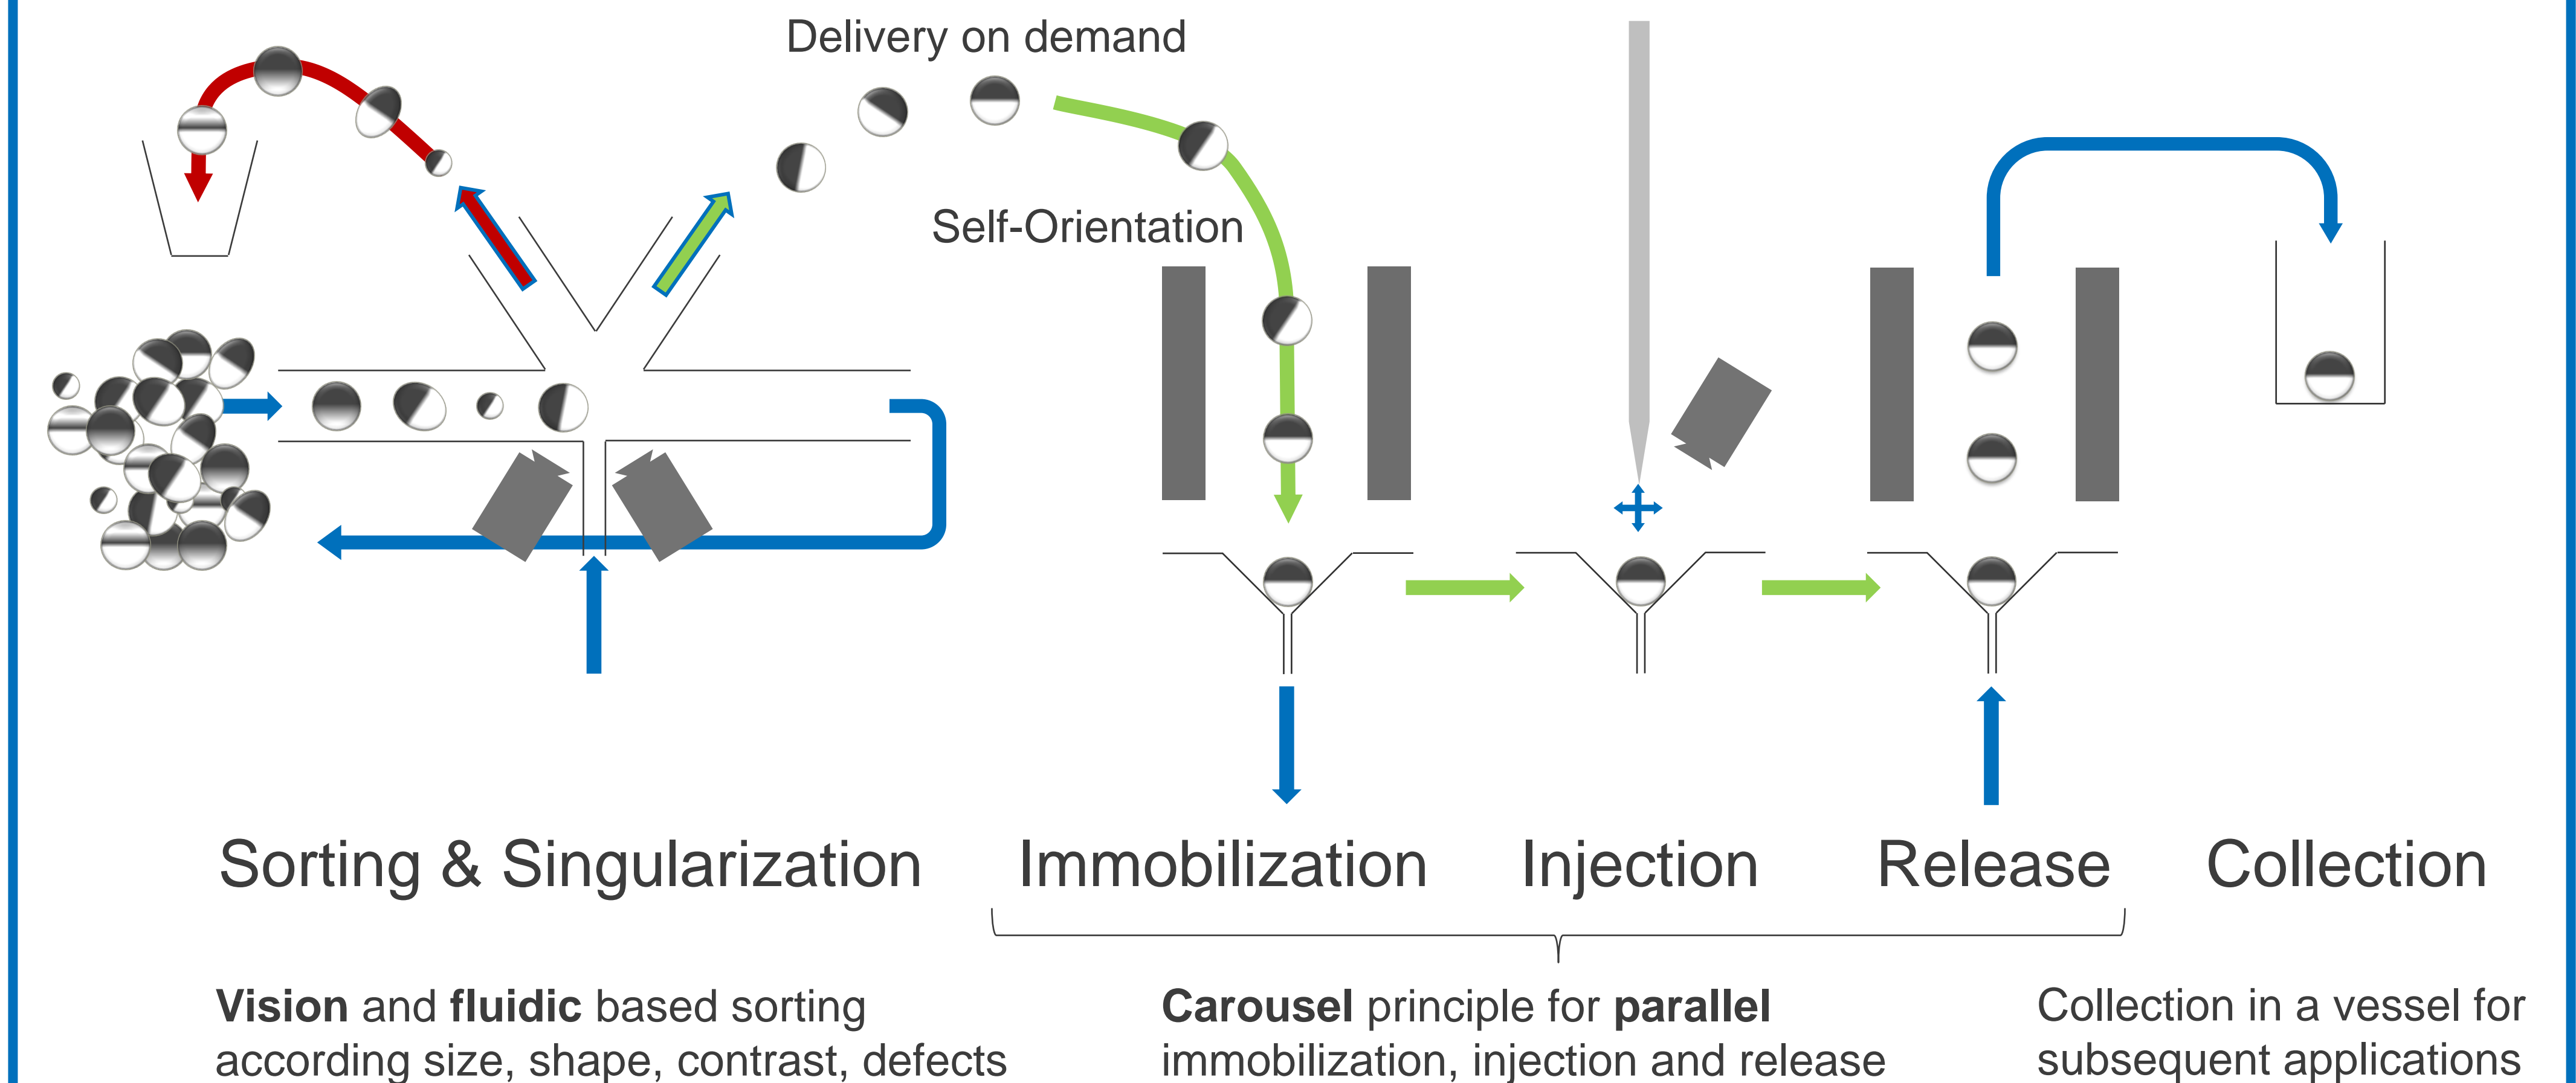 Delivery on demand
Self-Orientation
Sorting & Singularization
Immobilization
Injection
Release
Collection
Vision and fluidic based sorting
according size, shape, contrast, defects
Carousel principle for parallel
immobilization, injection and release
Collection in a vessel for
subsequent applications